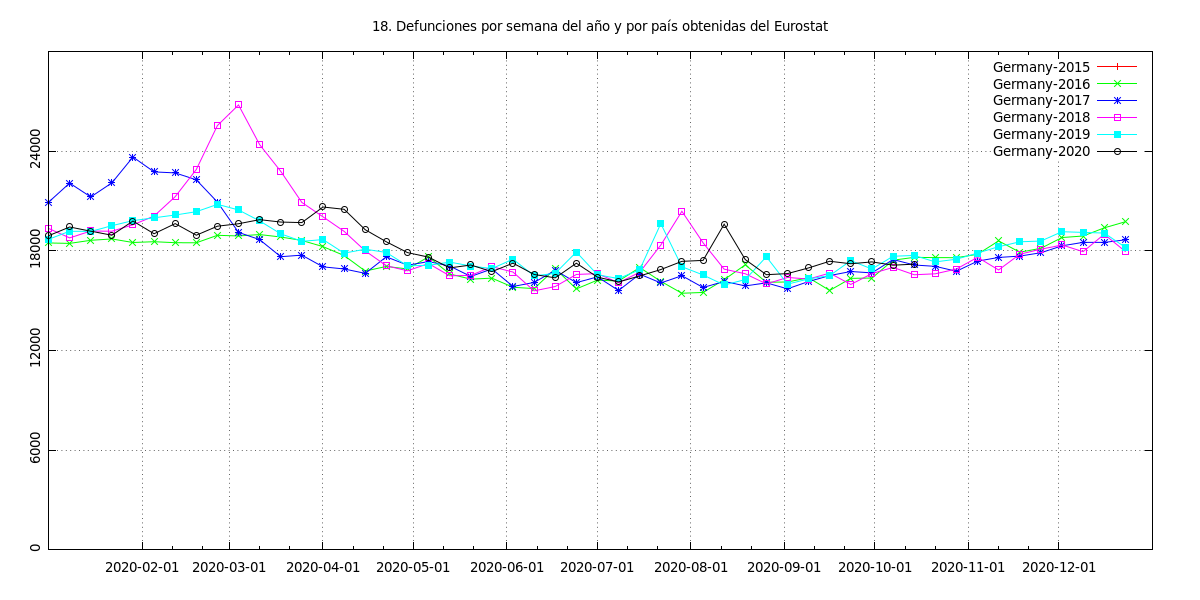 18. Defunciones por semana del año y por país obtenidas del Eurostat
Germany-2015
Germany-2016
Germany-2017
Germany-2018
Germany-2019
Germany-2020
24000
18000
12000
6000
0
2020-02-01 2020-03-01 2020-04-01 2020-05-01 2020-06-01 2020-07-01 2020-08-01 2020-09-01 2020-10-01 2020-11-01 2020-12-01